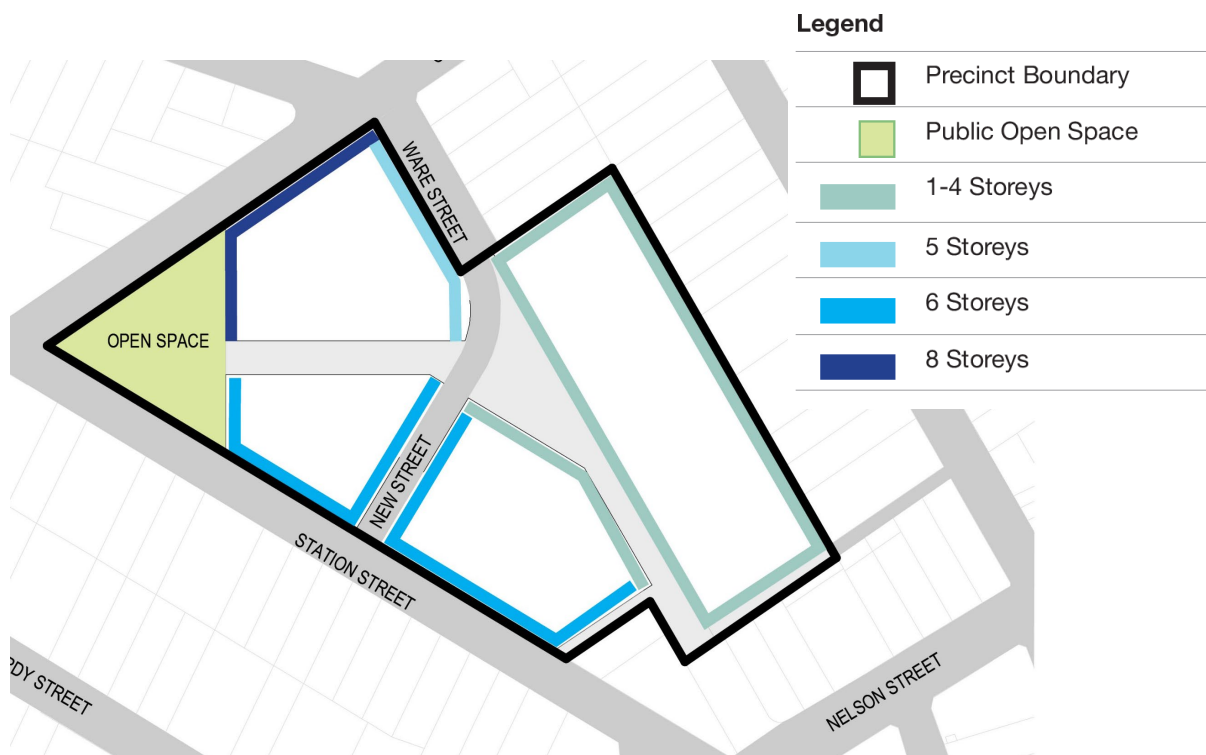 Legend
Precinct Boundary
Public Open Space
1-4 Storeys
5 Storeys
6 Storeys
8 Storeys
WARE STREET
OPEN SPACE
NEW STREET
STATION STREET
NELSON STREET
STREET